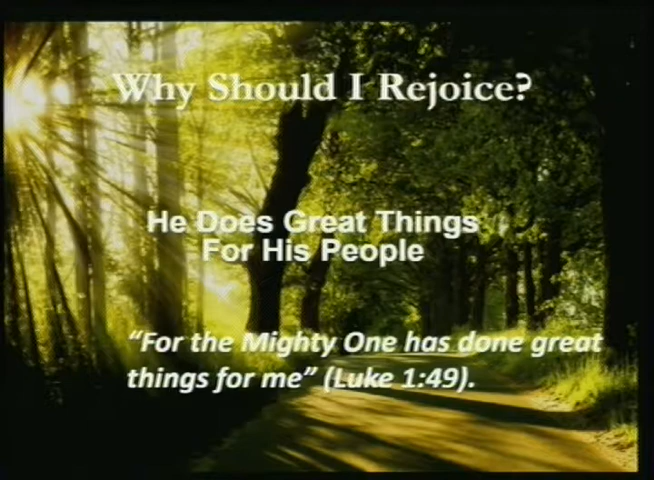 Why Should I Rejoice?
He Does Great Things
For His People
“For the Mighty One has done great
things for me” (Luke 1:49).